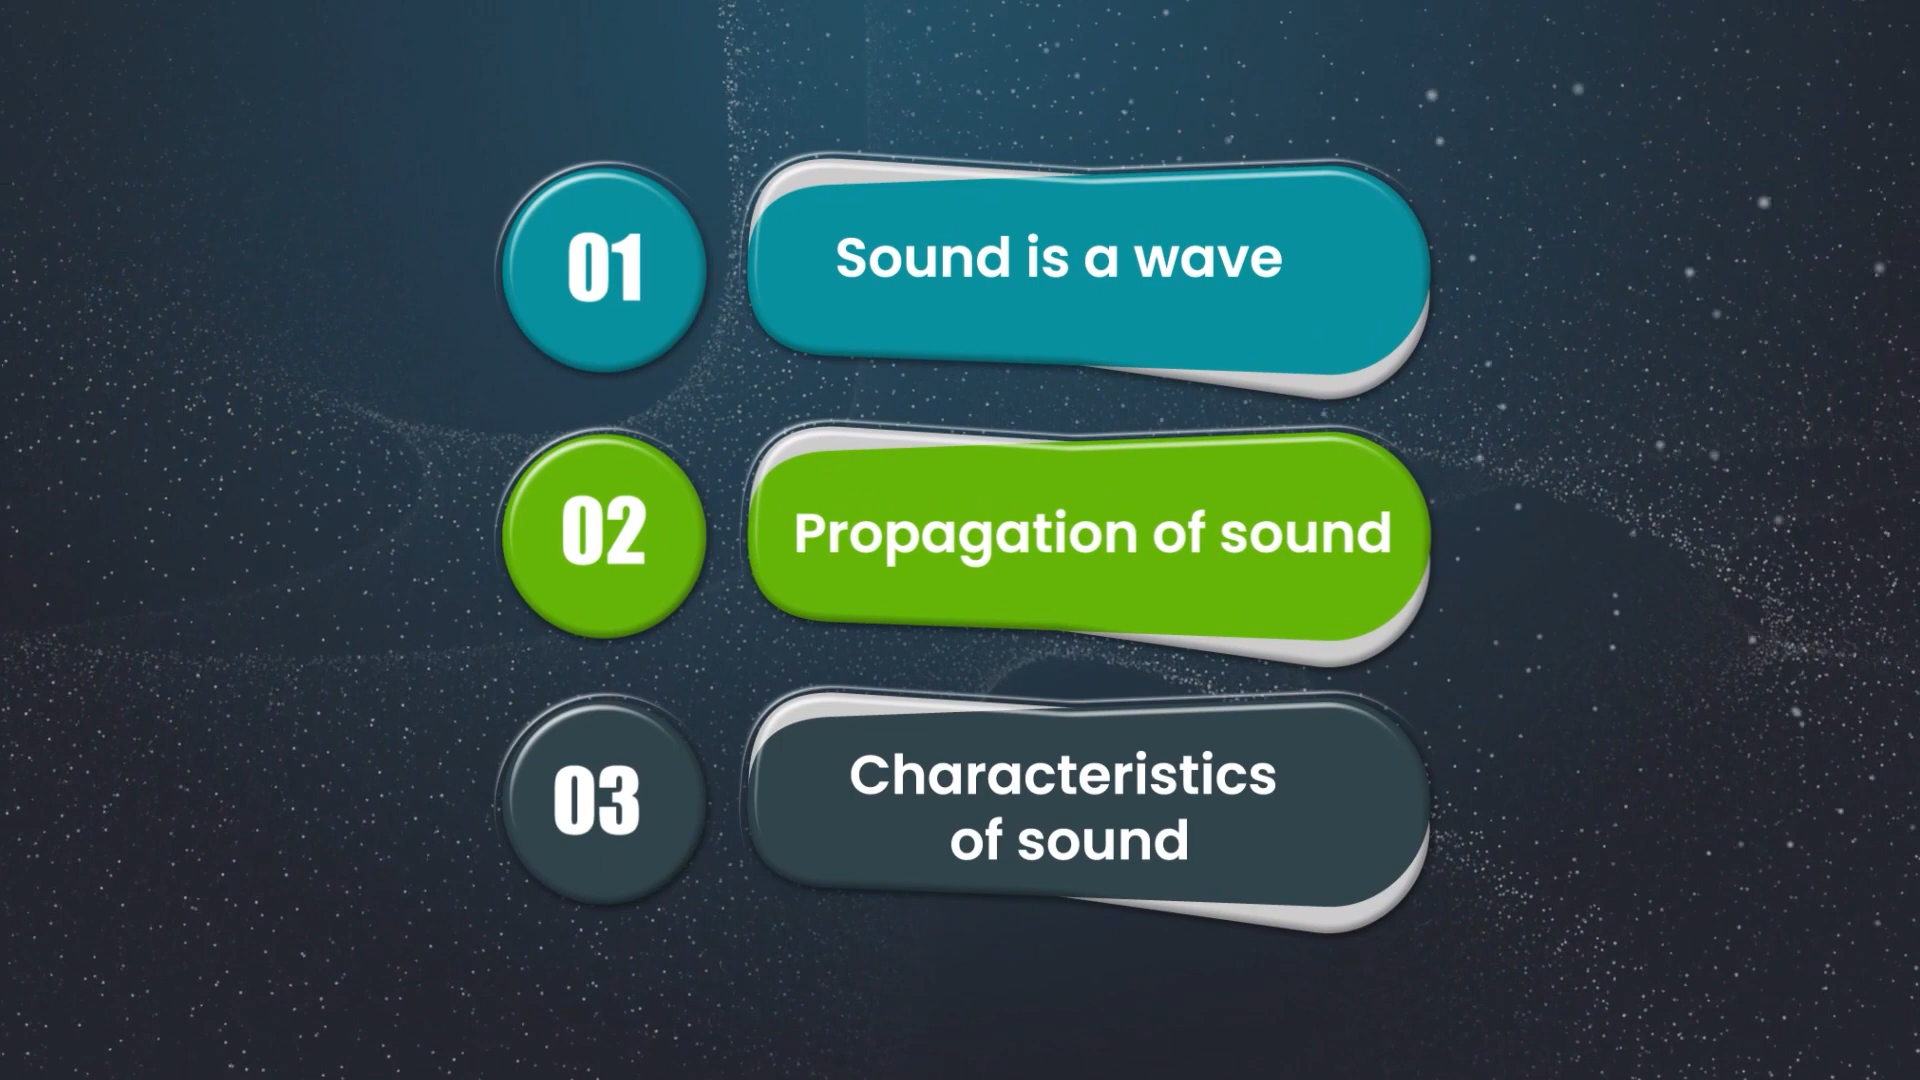 01
Sound is a wave
02
Propagation of sound
03
Characteristics
of sound